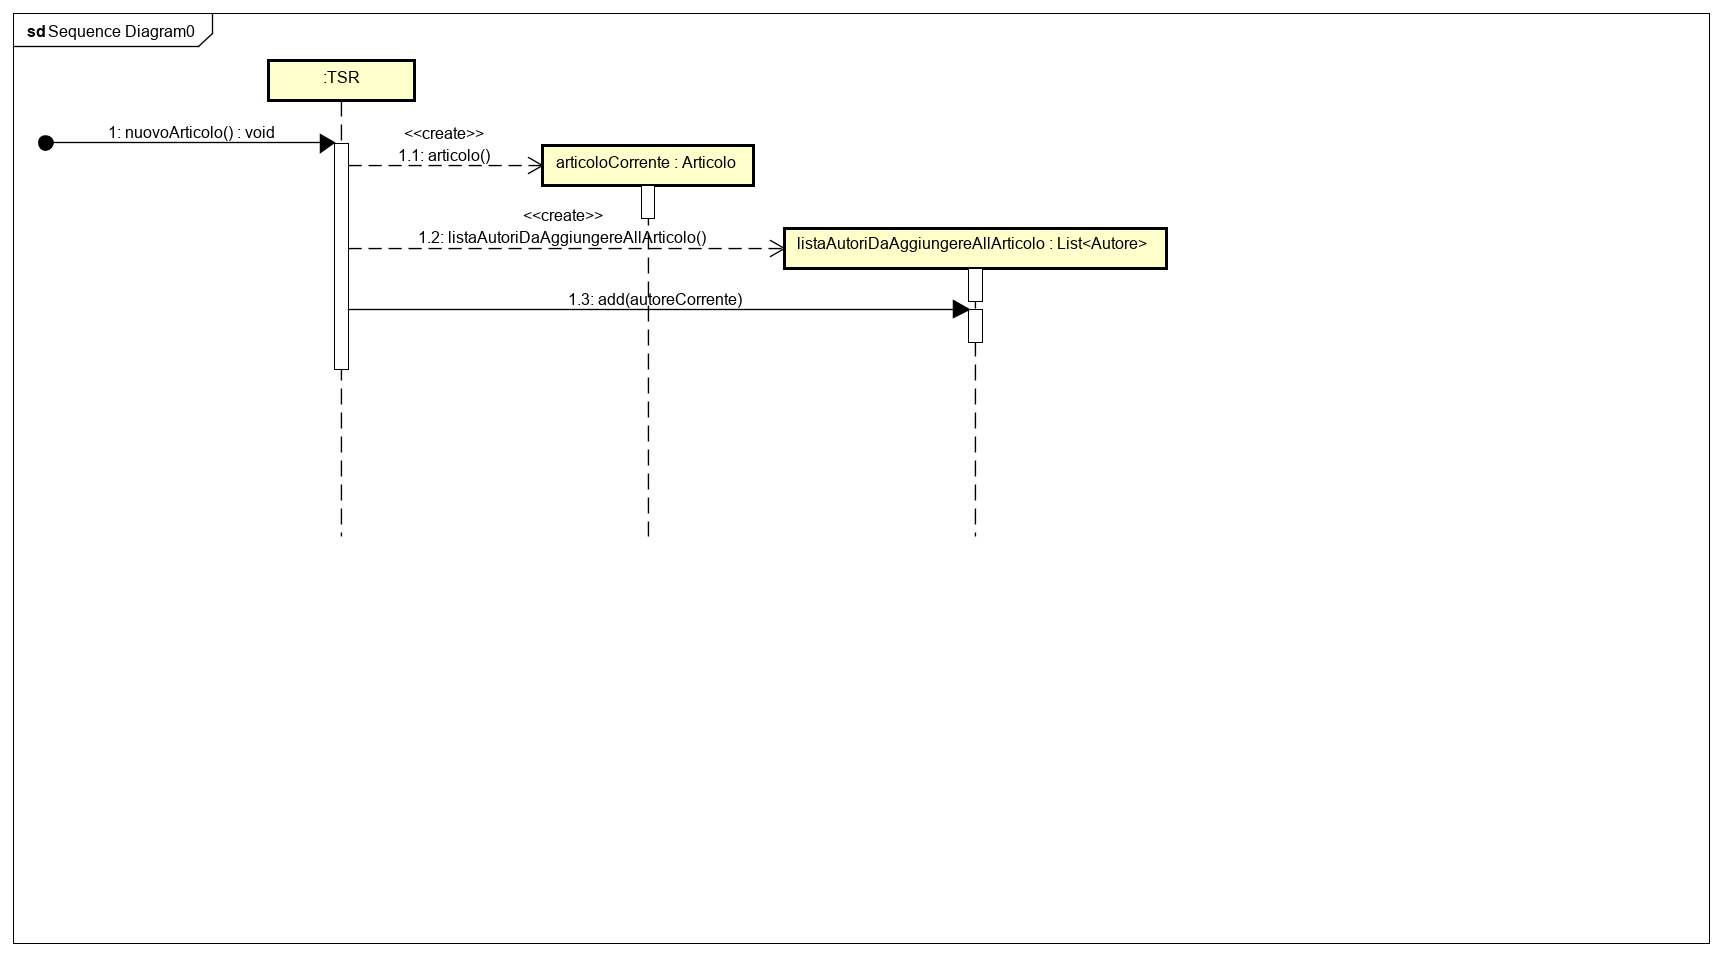 sd Sequence Diagram0
:TSR
1: nuovoArticolo() : void
<<create>>
1.1: articolo()
articoloCorrente : Articolo
<<create>>
1.2: listaAutoriDaAggiungereAllArticolo()
listaAutoriDaAggiungereAllArticolo : List<Autore>
1.3: add(autoreCorrente)